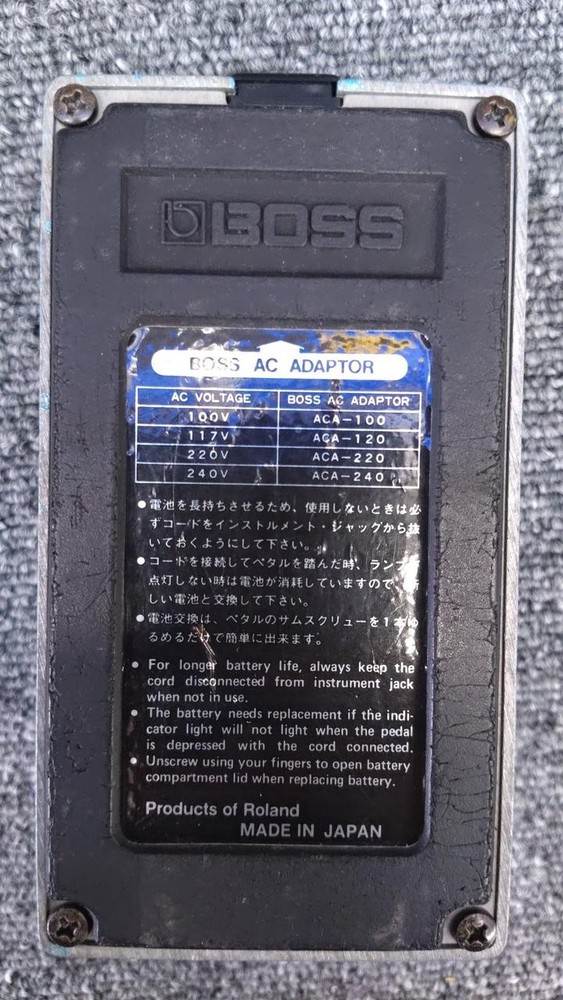 BOSS
BOSS AC ADAPTOR
AC VOLTAGE BOSS AC ADAPTOR
100V ACA-100
117V ACA-120
220V ACA-220
240V ACA-240
●電池を長持ちさせるため、使用しないときは必
ずコードをインストルメント・ジャッグから抜
いておくようにして下さい。
●コードを接続してペタルを踏んだ時、ランプ
点灯しない時は電池が消耗していますので、
しい電池と交換して下さい。
●電池交換は、ペタルのサムスクリューを1本ゆ
るめるだけで簡単に出来ます。
● For longer battery life, always keep the
cord disconnected from instrument jack
when not in use.
● The battery needs replacement if the indi-
cator light will not light when the pedal
is depressed with the cord connected.
● Unscrew using your fingers to open battery
compartment lid when replacing battery.
Products of Roland
MADE IN JAPAN